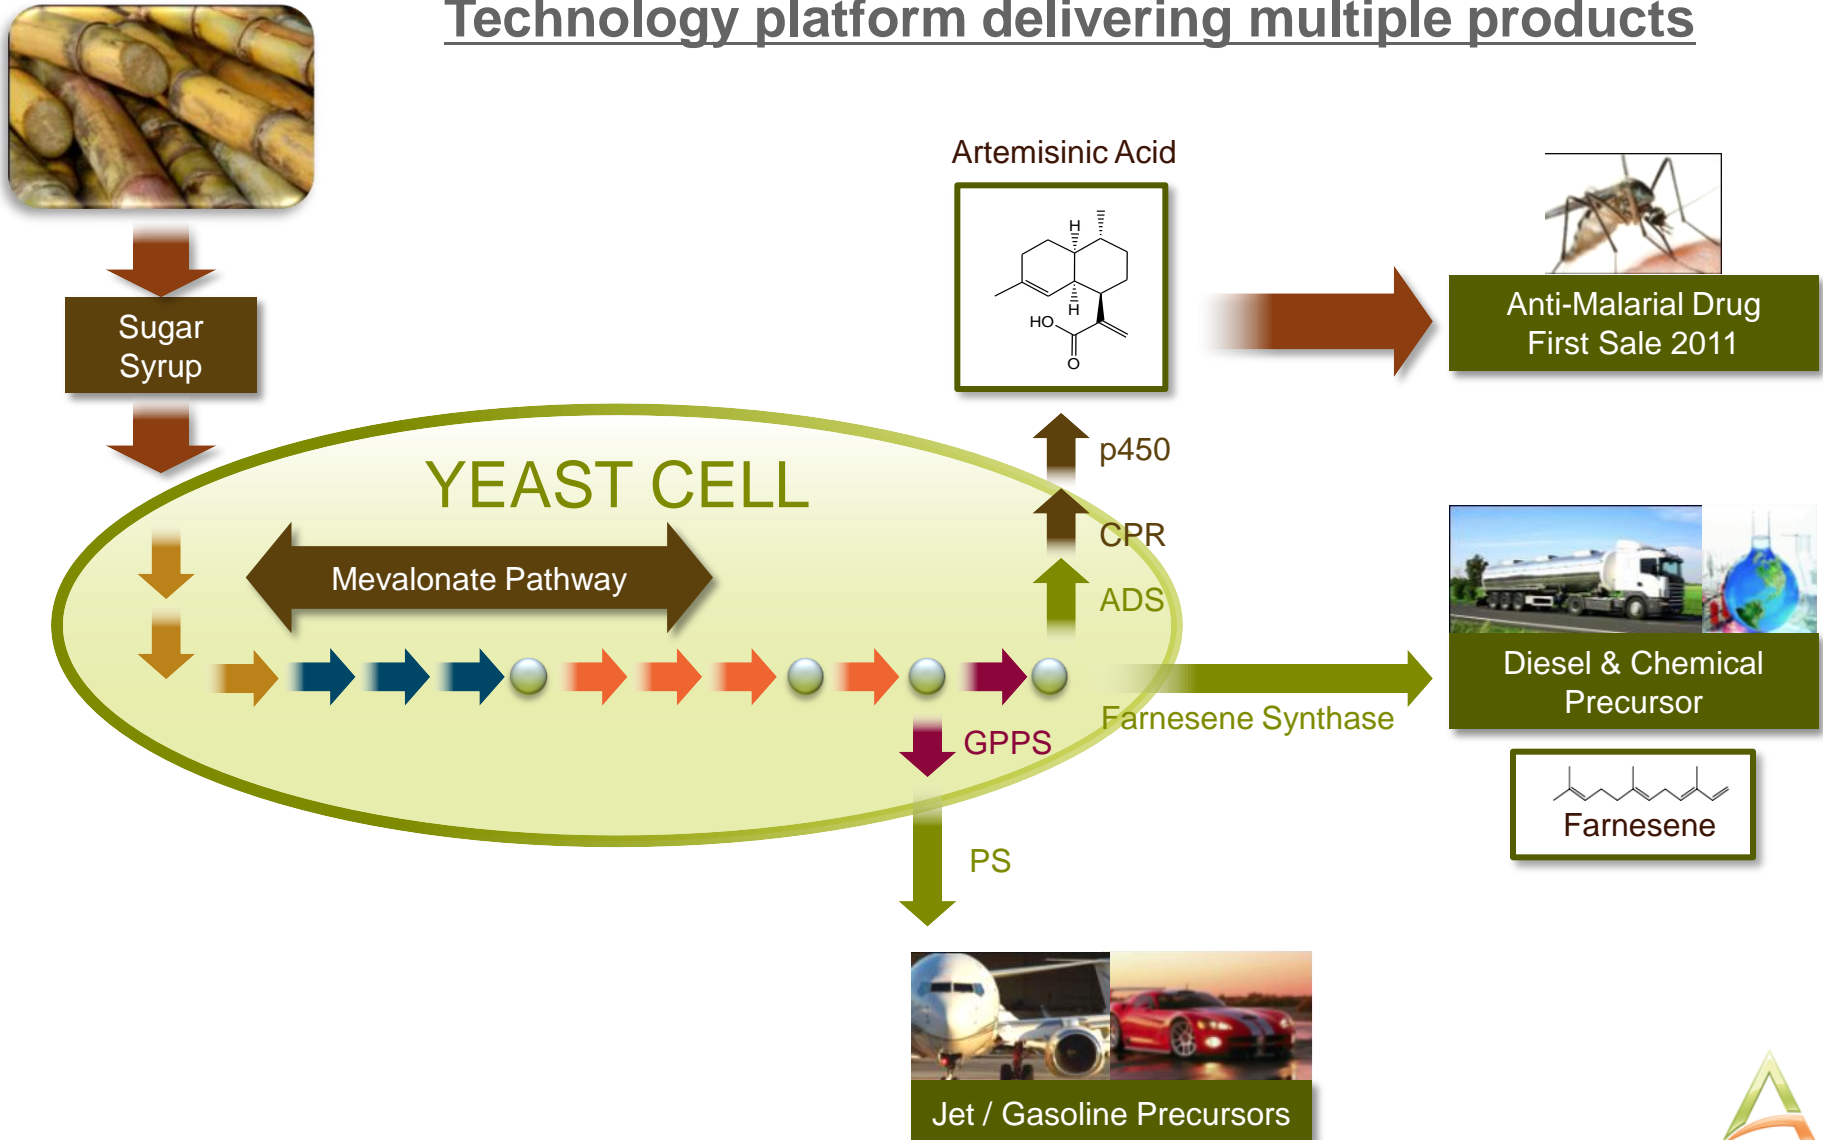 Technology platform delivering multiple products
Artemisinic Acid
H
H
HO
O
Anti-Malarial Drug
First Sale 2011
Sugar
Syrup
YEAST CELL
p450
CPR
ADS
Mevalonate Pathway
Farnesene Synthase
GPPS
PS
Diesel & Chemical
Precursor
Farnesene
Jet / Gasoline Precursors